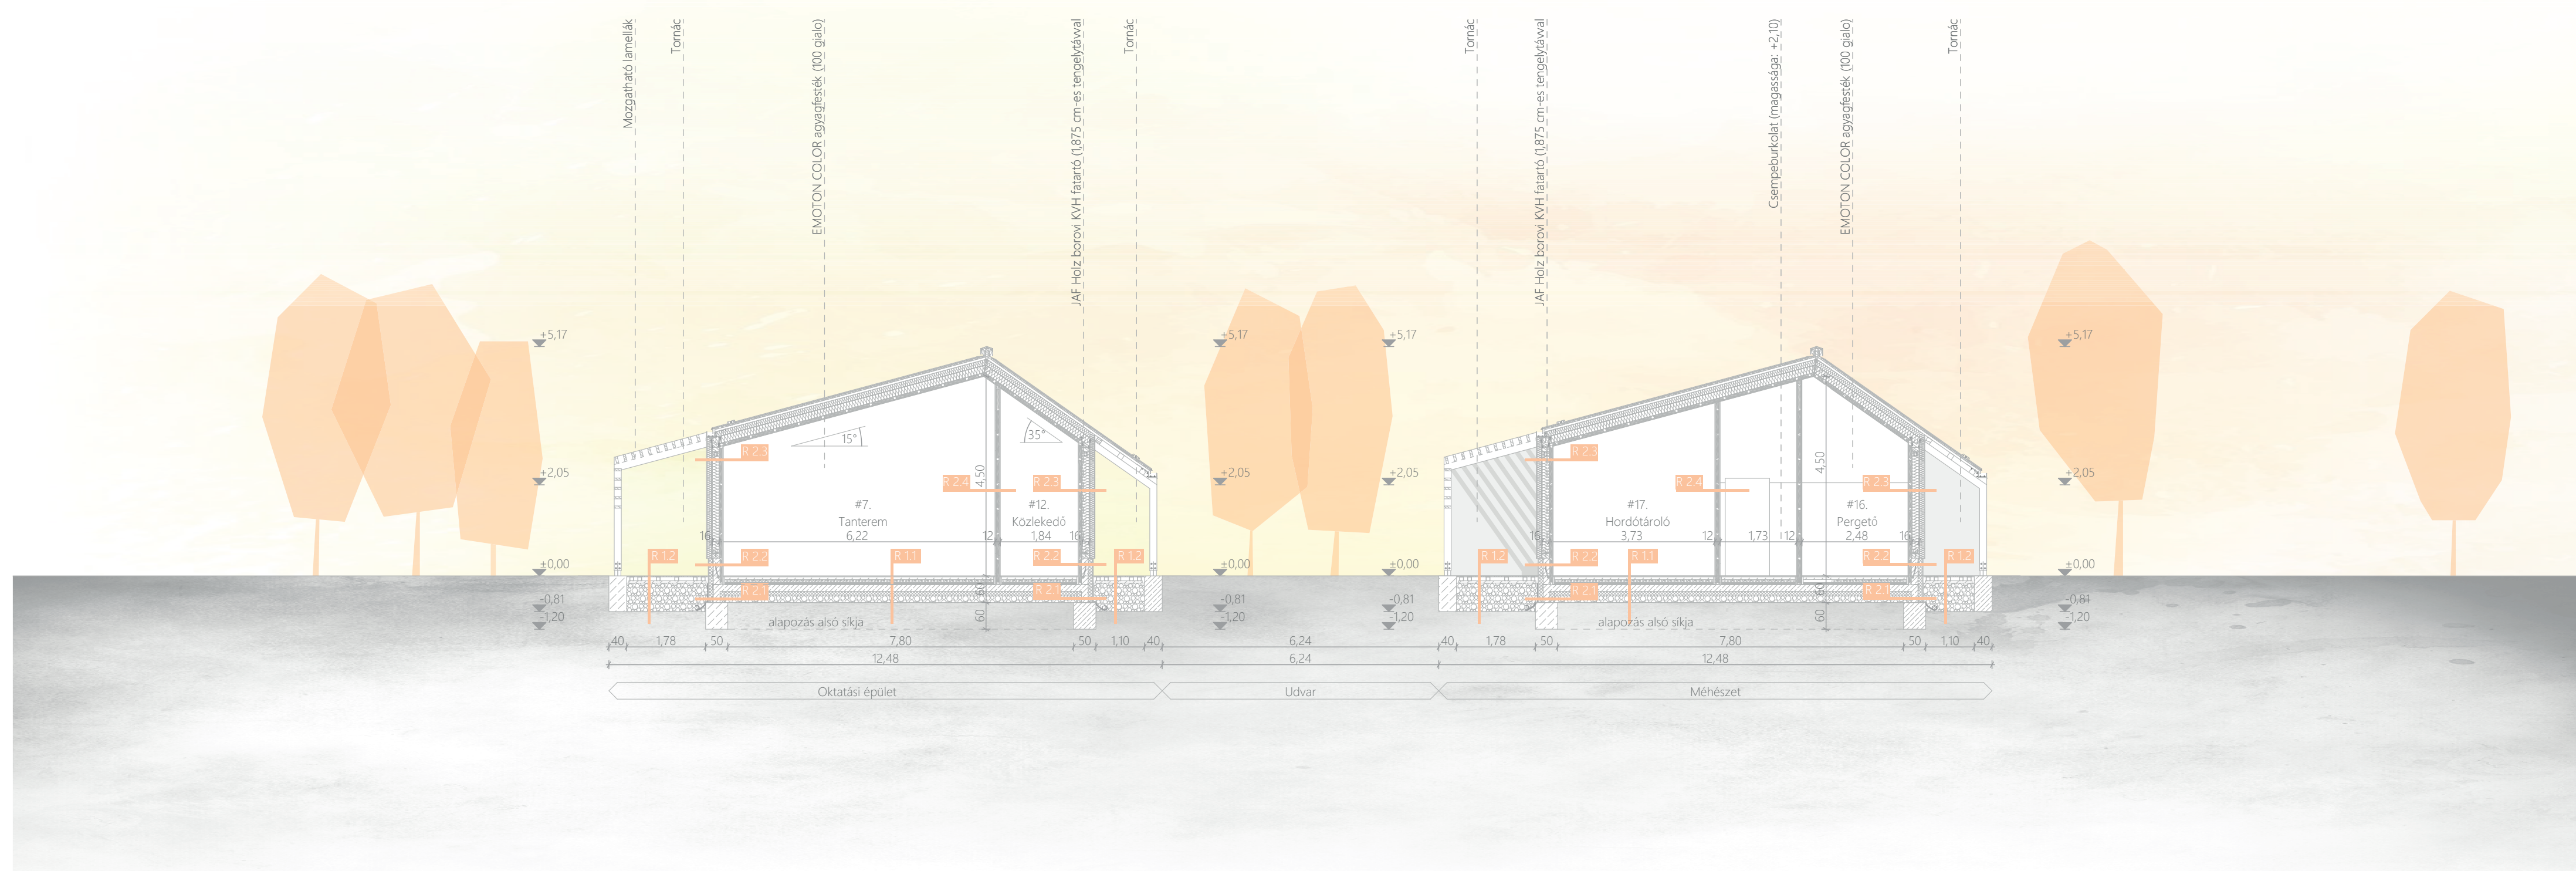 Mozgatható lamellák
Tornác
EMOTON COLOR agyagfesték (100 gialo)
JAF Holz borovi KVH fatartó (1,875 cm-es tengelytávval
Tornác
Tornác
JAF Holz borovi KVH fatartó (1,875 cm-es tengelytávval
Csempeburkolat (magassága: +2,10)
EMOTON COLOR agyagfesték (100 gialo)
Tornác
+5,17
+5,17
+5,17
+5,17
15°
35°
R 2.3
R 2.3
+2,05
+2,05
+2,05
+2,05
4,50
4,50
R 2.4
R 2.3
R 2.4
R 2.3
#7.
Tanterem
6,22
#12.
Közlekedő
1,84
#17.
Hordótároló
3,73
#16.
Pergető
2,48
16
12
16
16
12
1,73
12
16
R 1.2
R 2.2
R 1.1
R 2.2
R 1.2
R 1.2
R 2.2
R 1.1
R 2.2
R 1.2
±0,00
±0,00
±0,00
±0,00
R 2.1
60
R 2.1
R 2.1
60
R 2.1
-0,81
-0,81
-0,81
-0,81
-1,20
-1,20
-1,20
-1,20
alapozás alsó síkja
60
alapozás alsó síkja
60
40
1,78
50
7,80
50
1,10
40
6,24
40
1,78
50
7,80
50
1,10
40
12,48
6,24
12,48
Oktatási épület
Udvar
Méhészet